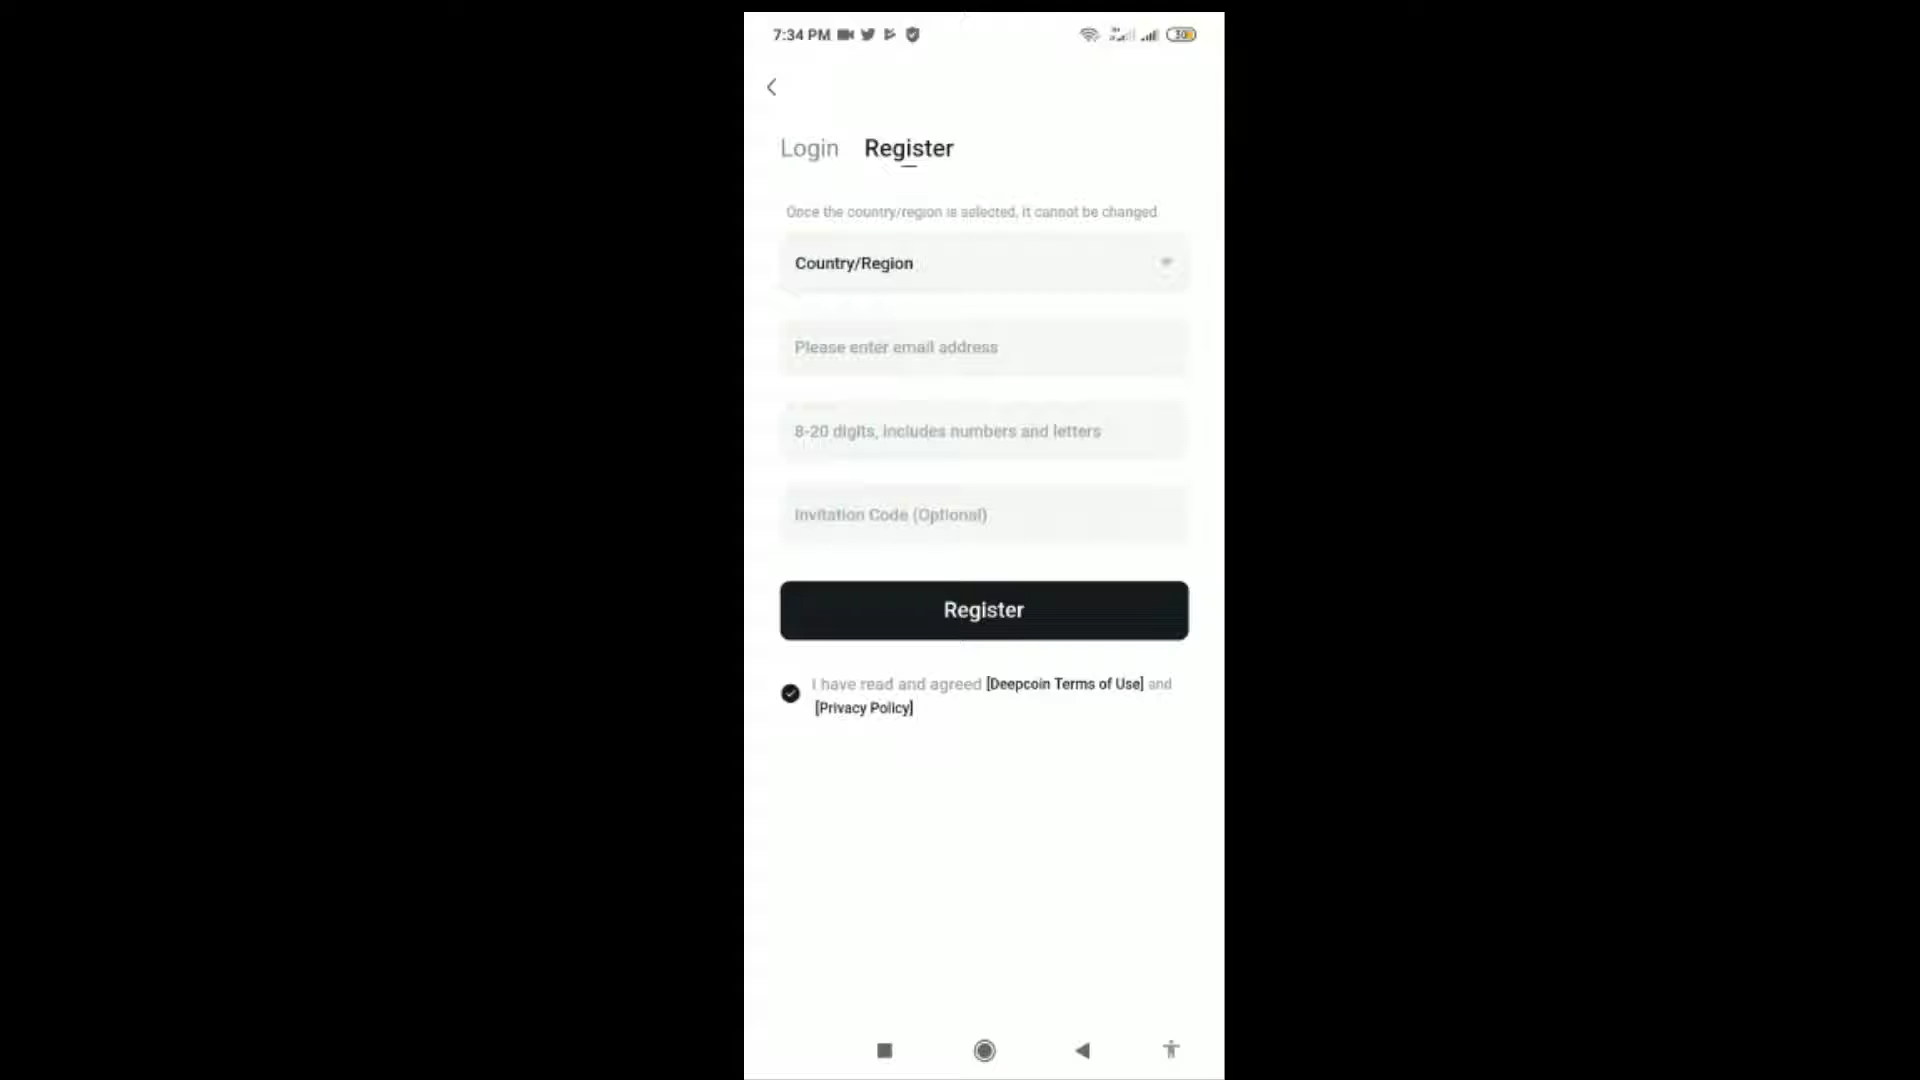 7:34 PM
30
Login Register
Once the country/region is selected, it cannot be changed
Country/Region
Please enter email address
8-20 digits, includes numbers and letters
Invitation Code (Optional)
Register
I have read and agreed [Deepcoin Terms of Use] and
[Privacy Policy]